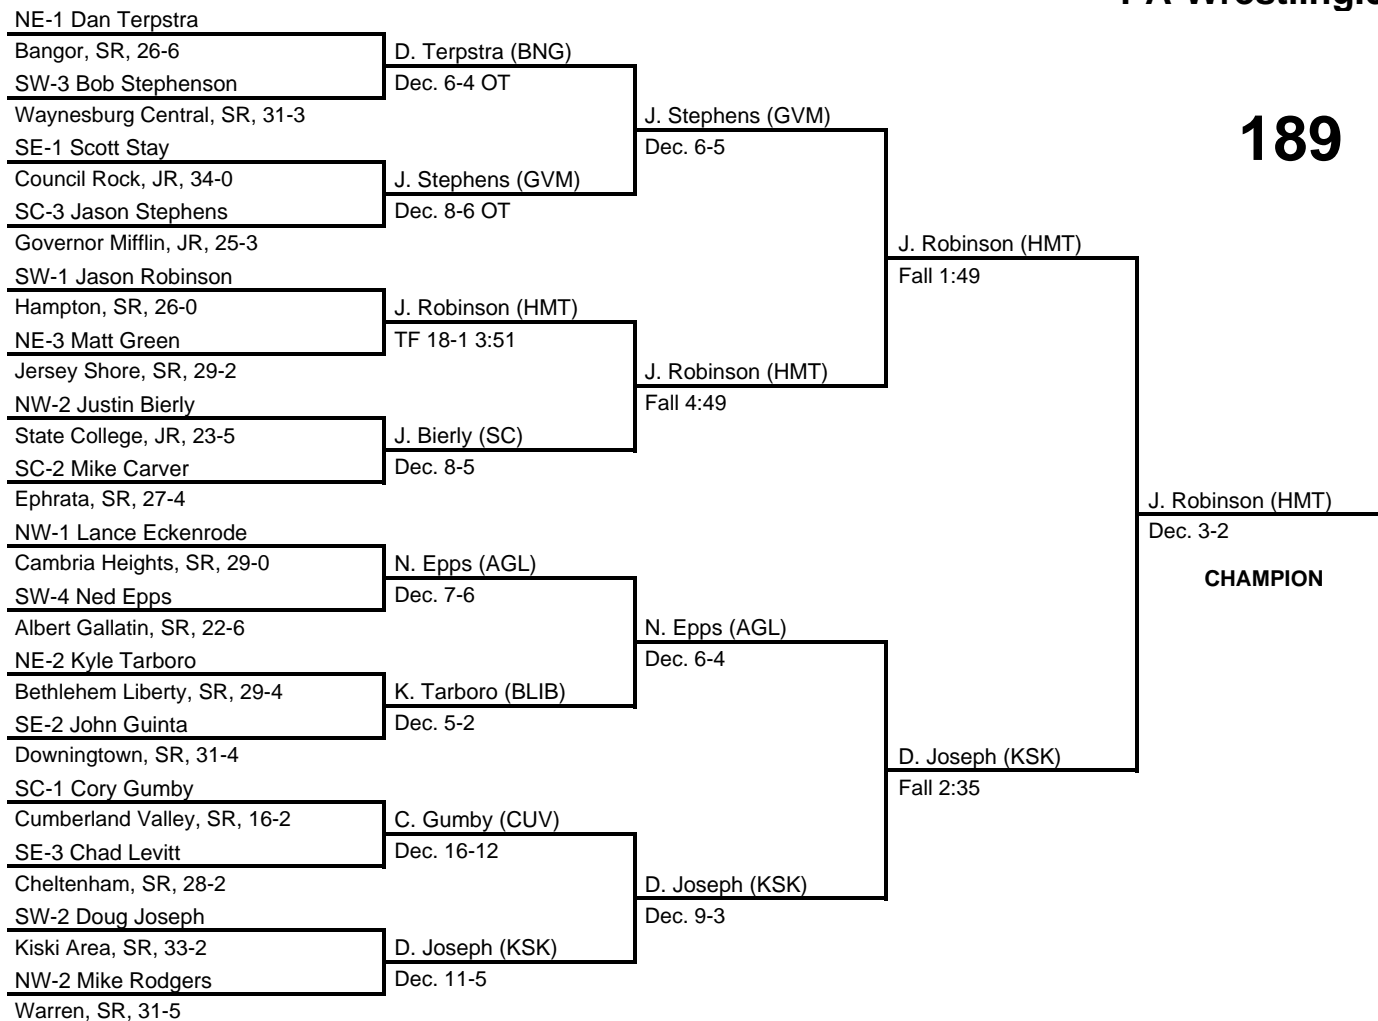 PA Wrestling
189
NE-1 Dan Terpstra
Bangor, SR, 26-6
SW-3 Bob Stephenson
Waynesburg Central, SR, 31-3
SE-1 Scott Stay
Council Rock, JR, 34-0
SC-3 Jason Stephens
Governor Mifflin, JR, 25-3
SW-1 Jason Robinson
Hampton, SR, 26-0
NE-3 Matt Green
Jersey Shore, SR, 29-2
NW-2 Justin Bierly
State College, JR, 23-5
SC-2 Mike Carver
Ephrata, SR, 27-4
NW-1 Lance Eckenrode
Cambria Heights, SR, 29-0
SW-4 Ned Epps
Albert Gallatin, SR, 22-6
NE-2 Kyle Tarboro
Bethlehem Liberty, SR, 29-4
SE-2 John Guinta
Downingtown, SR, 31-4
SC-1 Cory Gumby
Cumberland Valley, SR, 16-2
SE-3 Chad Levitt
Cheltenham, SR, 28-2
SW-2 Doug Joseph
Kiski Area, SR, 33-2
NW-2 Mike Rodgers
Warren, SR, 31-5
D. Terpstra (BNG)
Dec. 6-4 OT
J. Stephens (GVM)
Dec. 8-6 OT
J. Robinson (HMT)
TF 18-1 3:51
J. Bierly (SC)
Dec. 8-5
N. Epps (AGL)
Dec. 7-6
K. Tarboro (BLIB)
Dec. 5-2
C. Gumby (CUV)
Dec. 16-12
D. Joseph (KSK)
Dec. 11-5
J. Stephens (GVM)
Dec. 6-5
J. Robinson (HMT)
Fall 4:49
N. Epps (AGL)
Dec. 6-4
D. Joseph (KSK)
Dec. 9-3
J. Robinson (HMT)
Fall 1:49
D. Joseph (KSK)
Fall 2:35
J. Robinson (HMT)
Dec. 3-2
CHAMPION